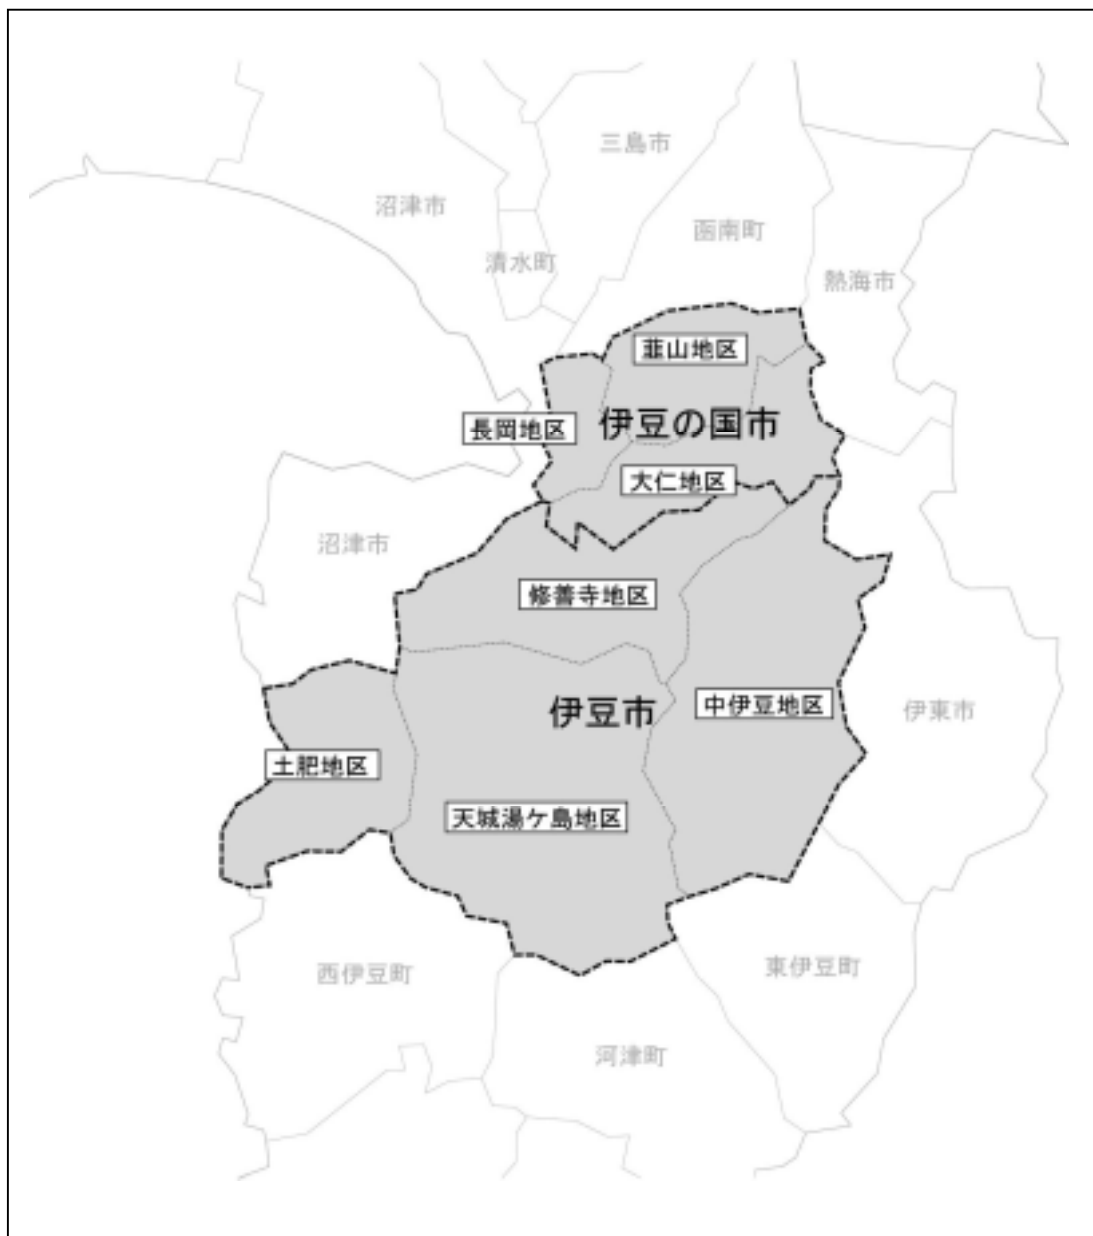 三島市
沼津市
函南町
清水町
熱海市
韮山地区
伊豆の国市
長岡地区
大仁地区
沼津市
修善寺地区
中伊豆地区
伊豆市
伊東市
土肥地区
天城湯ケ島地区
東伊豆町
西伊豆町
河津町